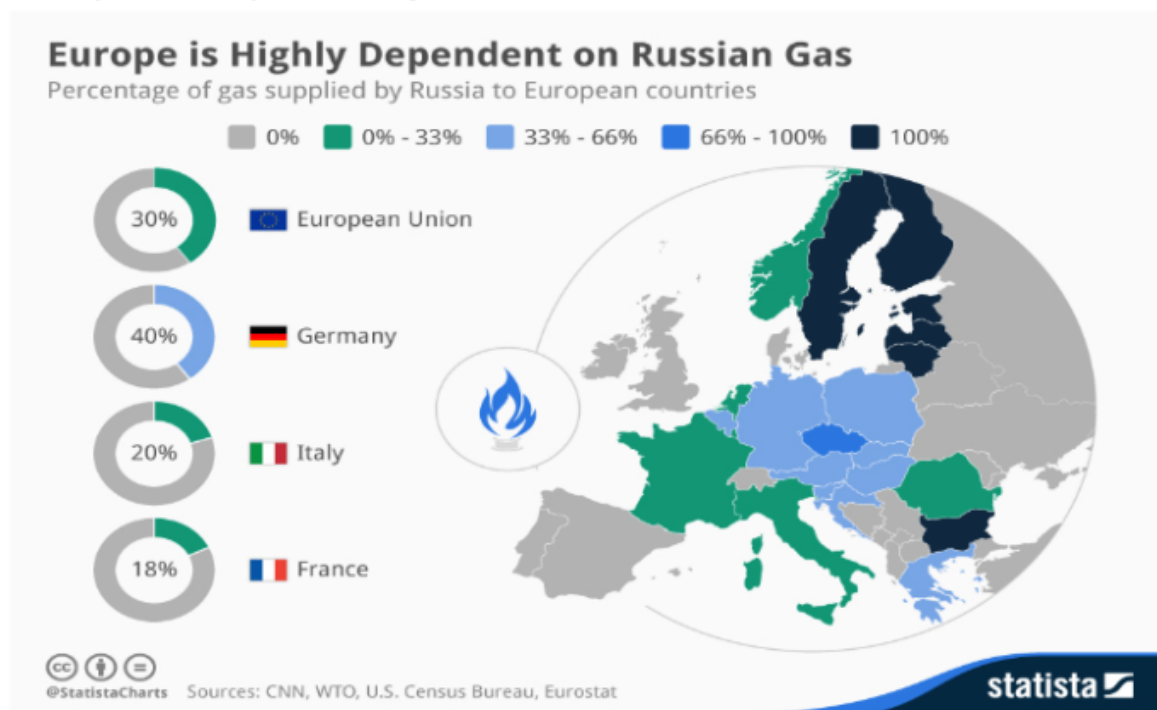 Europe is Highly Dependent on Russian Gas
Percentage of gas supplied by Russia to European countries
0% 0% - 33% 33% - 66% 66% - 100% 100%
30% European Union
40% Germany
20% Italy
18% France
cc
@StatistaCharts Sources: CNN, WTO, U.S. Census Bureau, Eurostat
statista